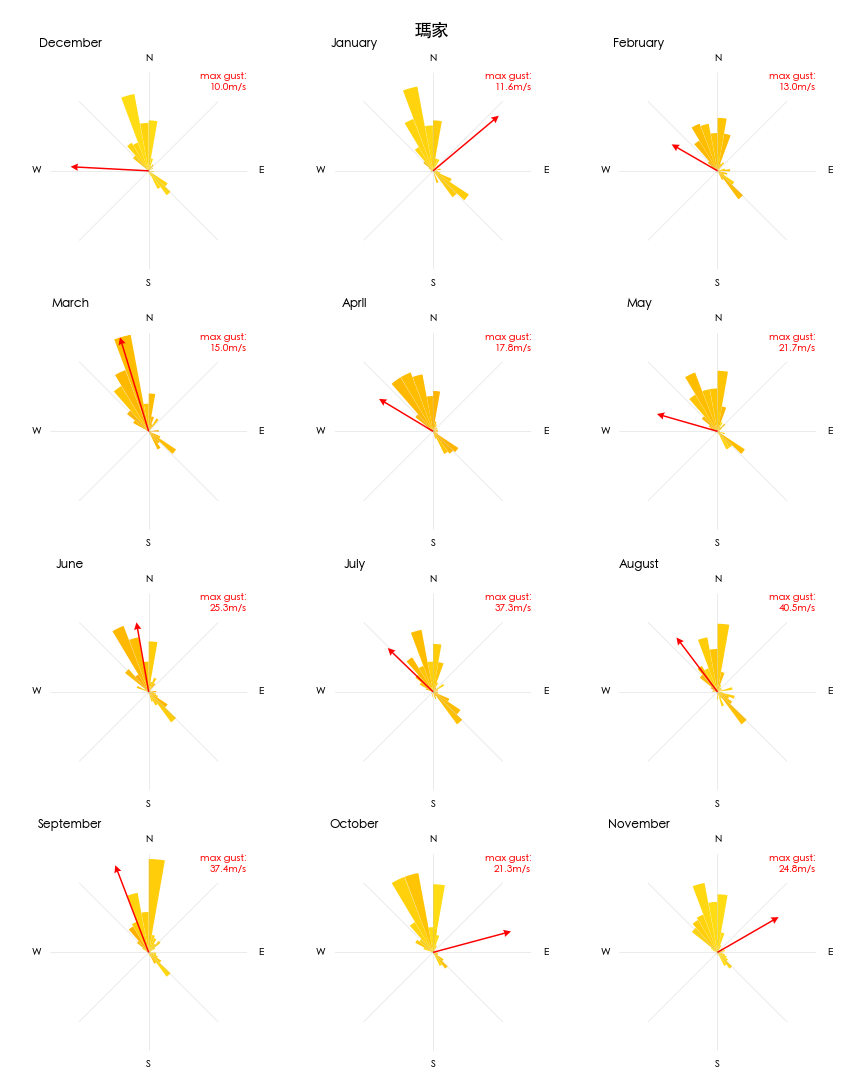 瑪家
December
January
February
N
N
N
max gust:
10.0m/s
max gust:
11.6m/s
max gust:
13.0m/s
W
E
W
E
W
E
S
S
S
March
April
May
N
N
N
max gust:
15.0m/s
max gust:
17.8m/s
max gust:
21.7m/s
W
E
W
E
W
E
S
S
S
June
July
August
N
N
N
max gust:
25.3m/s
max gust:
37.3m/s
max gust:
40.5m/s
W
E
W
E
W
E
S
S
S
September
October
November
N
N
N
max gust:
37.4m/s
max gust:
21.3m/s
max gust:
24.8m/s
W
E
W
E
W
E
S
S
S